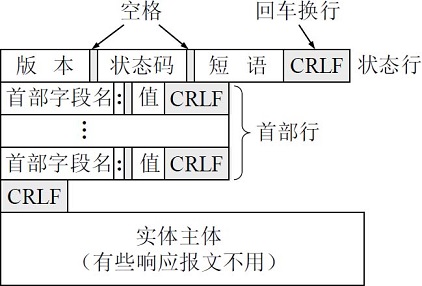 空格 回车换行
版 本 状态码 短 语 CRLF 状态行
首部字段名: 值 CRLF
⋮ 首部行
首部字段名: 值 CRLF
CRLF
实体主体
（有些响应报文不用）